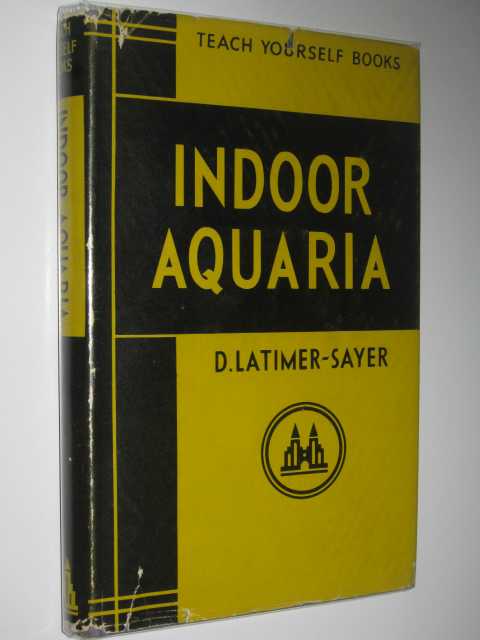 TEACH YOURSELF BOOKS
INDOOR
AQUARIA
D. LATIMER-SAYER
INDOOR AQUARIA